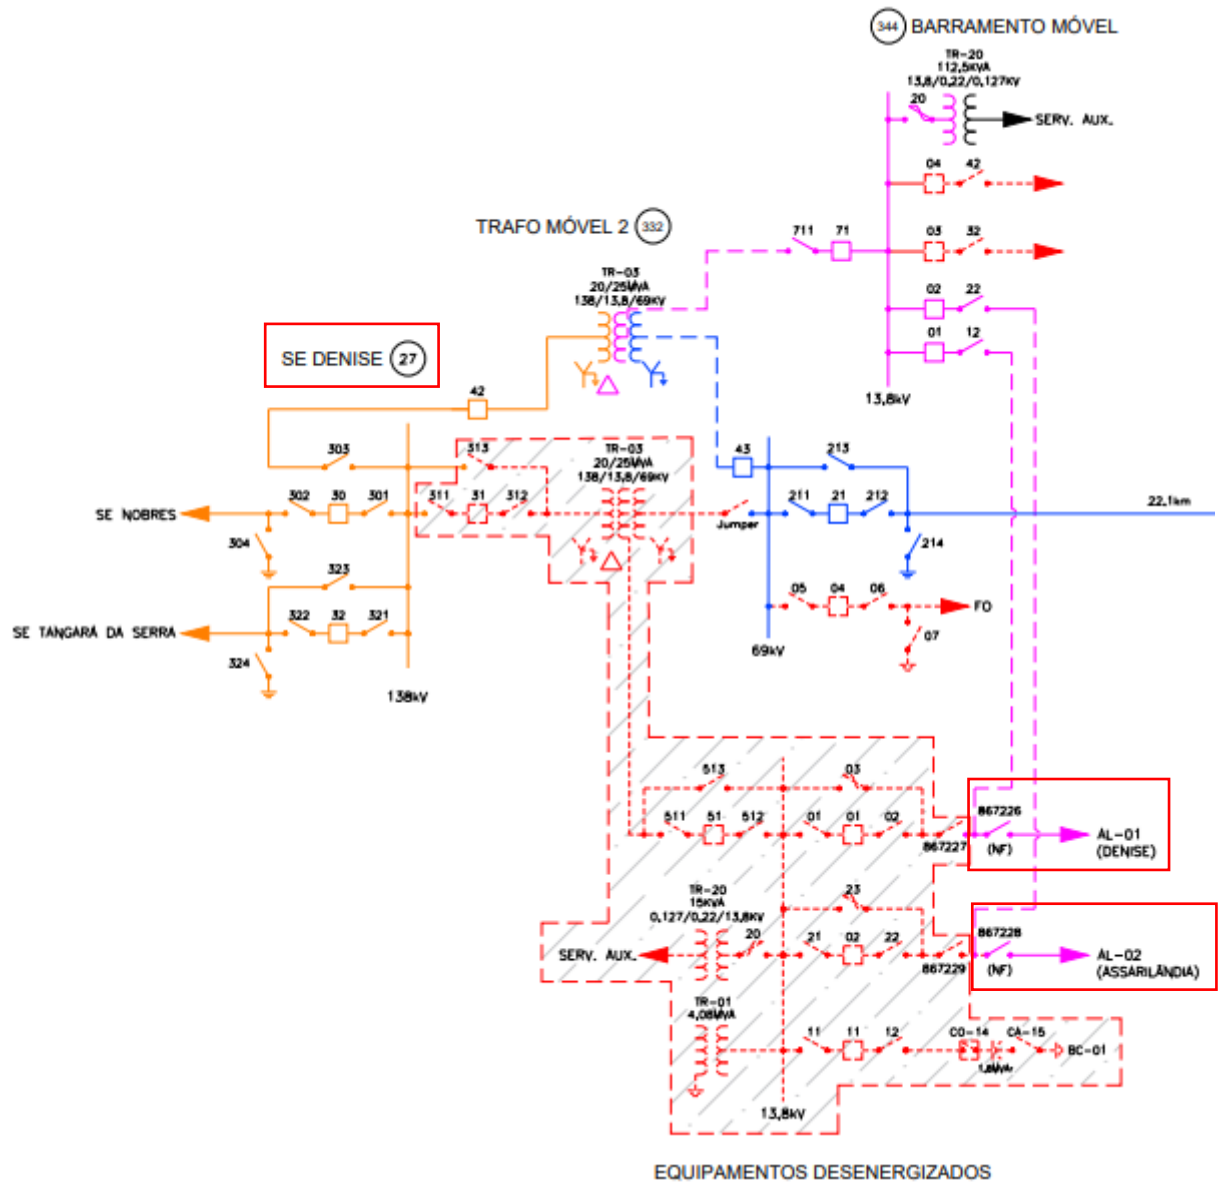 344 BARRAMENTO MÓVEL
TR-20
112,5KVA
13,8/0,22/0,127KV
20
SERV. AUX.
04 42
03 32
02 22
01 12
13,8kV
TRAFO MÓVEL 2 332
711 71
TR-03
20/25MVA
138/13,8/69KV
SE DENISE 27
42
303
302 30 301
SE NOBRES
304
323
322 32 321
SE TANGARÁ DA SERRA
324
138kV
313
311 31 312
TR-03
20/25MVA
138/13,8/69KV
Jumper
43 213
211 21 212
22,1km
214
05 04 06
FO
07
69kV
513 03
511 51 512 01 01 02
867227
867226
(NF)
AL-01
(DENISE)
TR-20
15KVA
0,127/0,22/13,8KV
SERV. AUX.
20
23
21 02 22
867229
867228
(NF)
AL-02
(ASSARILÂNDIA)
TR-01
4,08MVA
11 11 12 CO-14 CA-15
BC-01
1,8MVAr
13,8kV
EQUIPAMENTOS DESENERGIZADOS